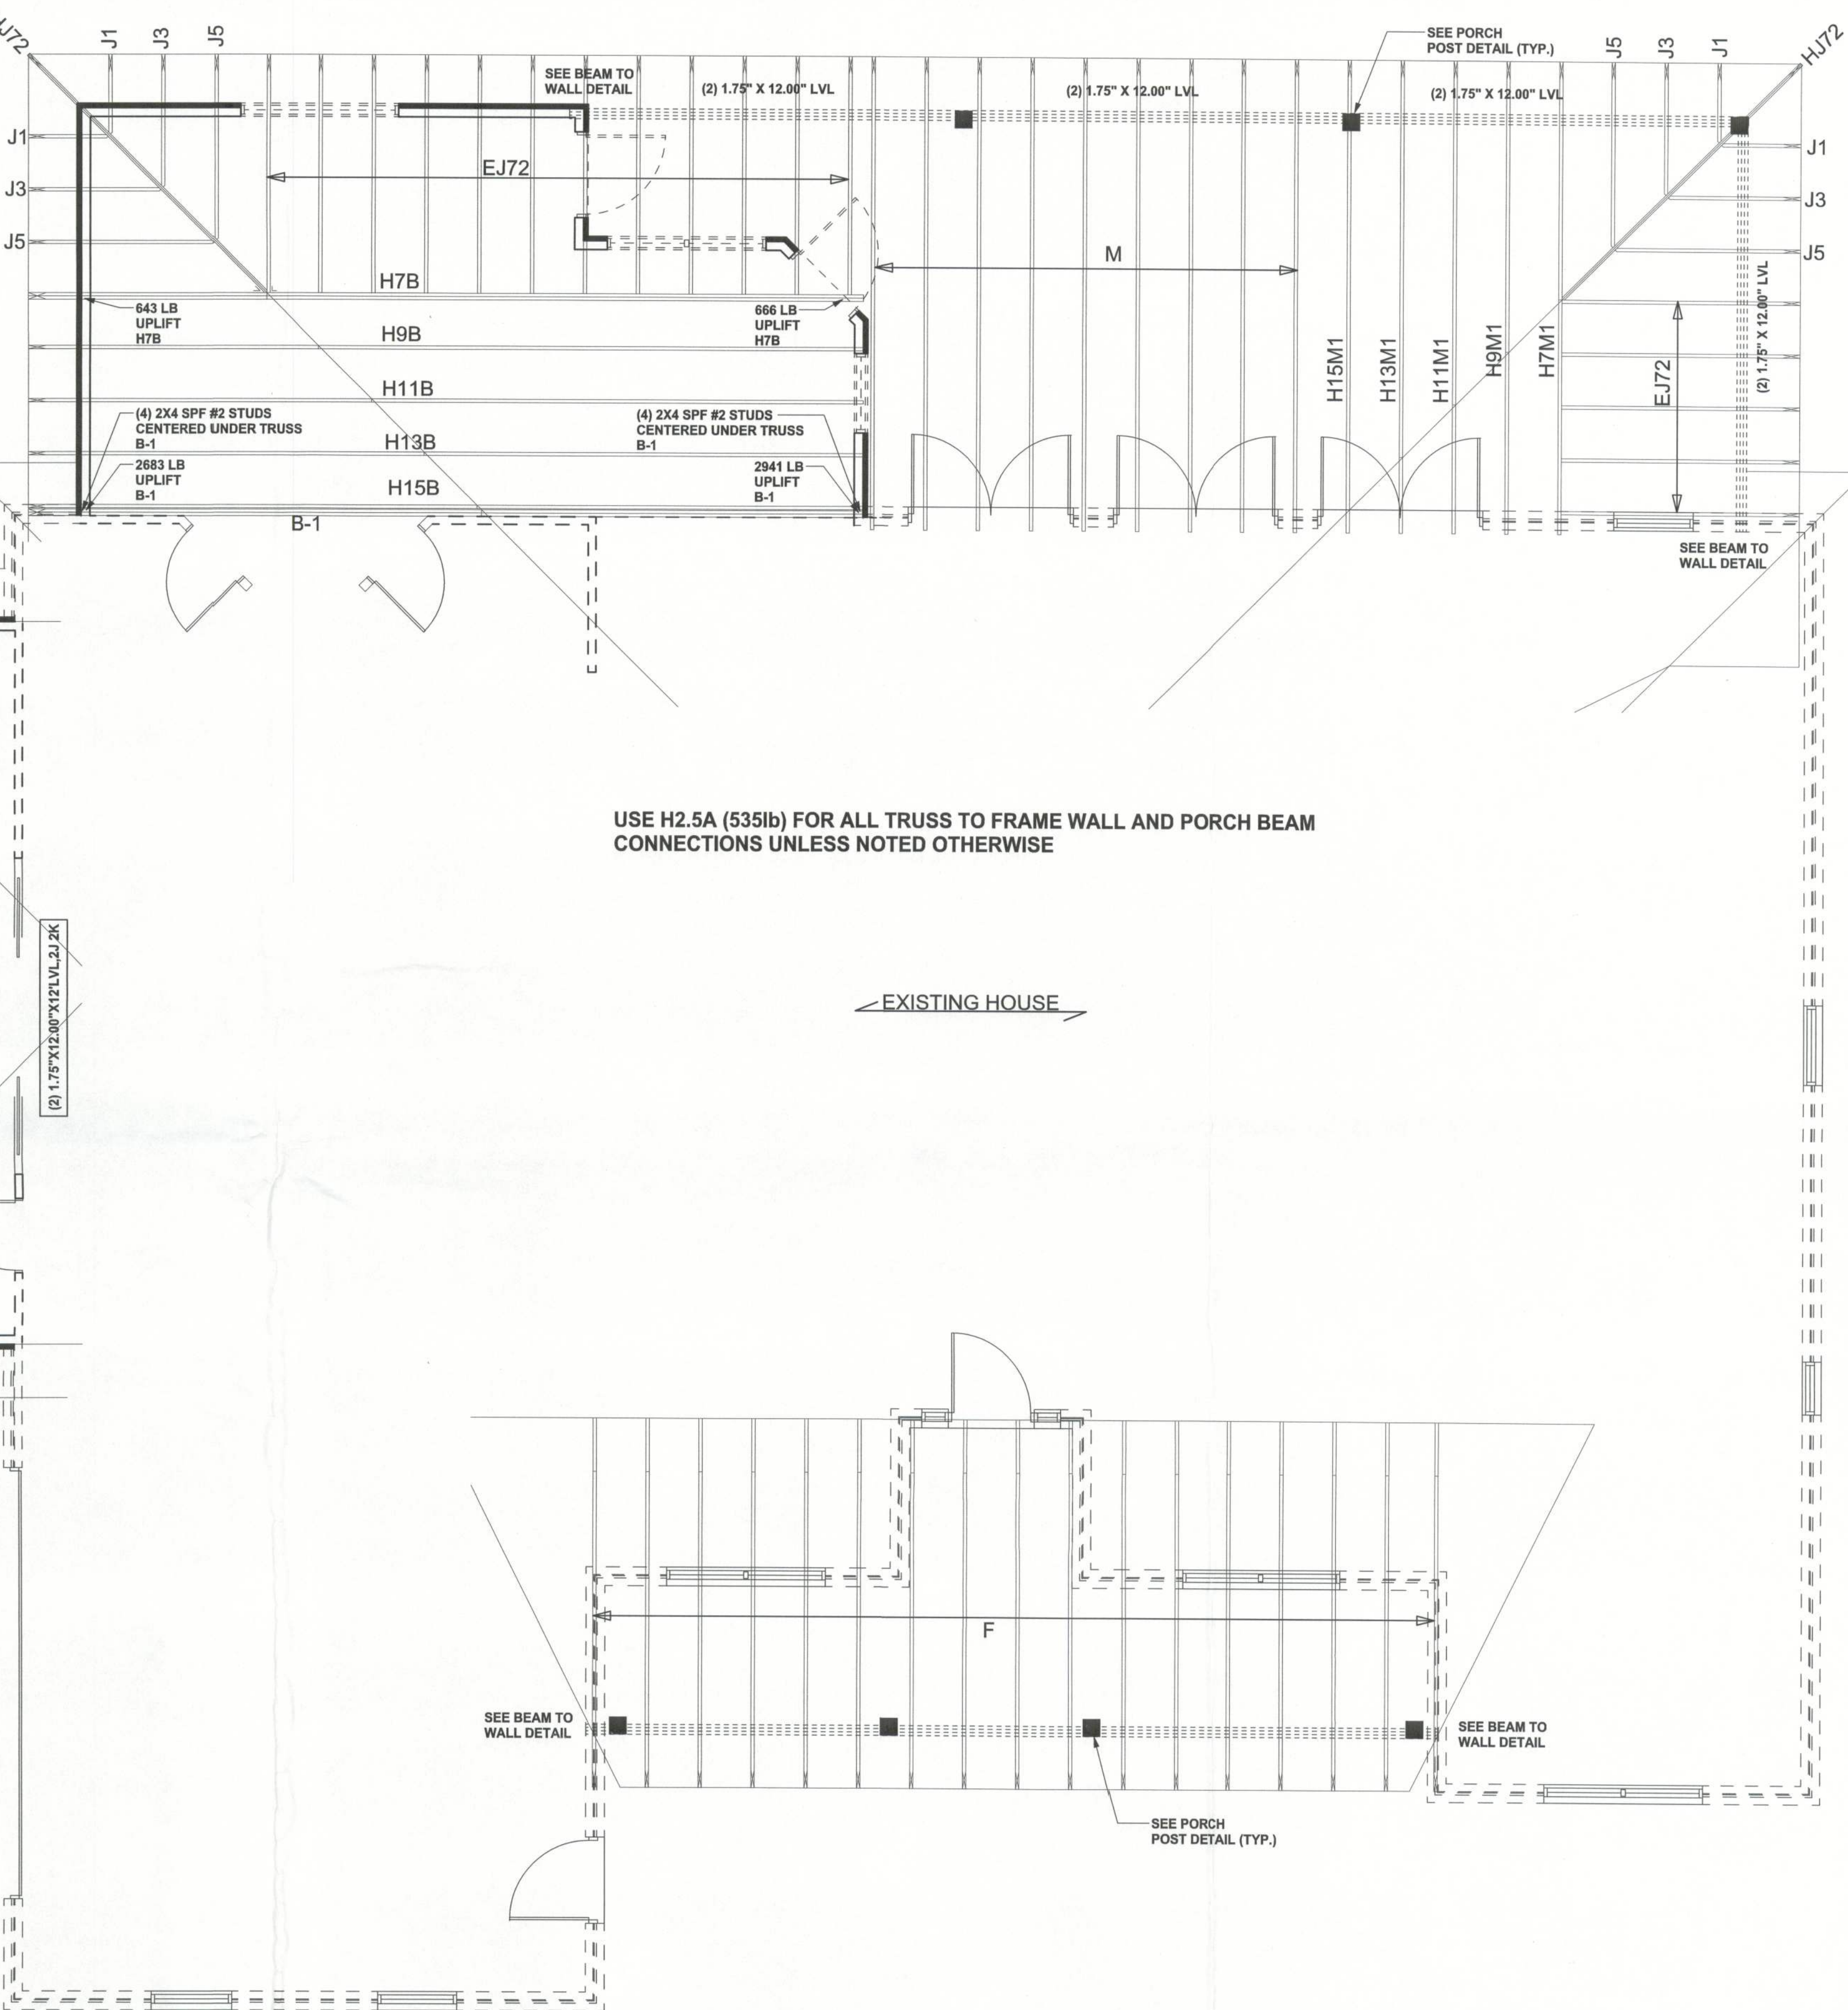 HJ72
J1
J3
J5
SEE BEAM TO
WALL DETAIL
(2) 1.75" X 12.00" LVL
(2) 1.75" X 12.00" LVL
SEE PORCH
POST DETAIL (TYP.)
(2) 1.75" X 12.00" LVL
J5
J3
J1
HJ72
J1
J3
J5
EJ72
M
J1
J3
J5
H7B
643 LB
UPLIFT
H7B
666 LB
UPLIFT
H7B
H9B
H11B
(4) 2X4 SPF #2 STUDS
CENTERED UNDER TRUSS
B-1
(4) 2X4 SPF #2 STUDS
CENTERED UNDER TRUSS
B-1
H13B
2683 LB
UPLIFT
B-1
2941 LB
UPLIFT
B-1
H15B
B-1
H15M1
H13M1
H11M1
H9M1
H7M1
EJ72
(2) 1.75" X 12.00" LVL
SEE BEAM TO
WALL DETAIL
USE H2.5A (535lb) FOR ALL TRUSS TO FRAME WALL AND PORCH BEAM
CONNECTIONS UNLESS NOTED OTHERWISE
(2) 1.75"X12.00"X12'LVL,2J 2K
EXISTING HOUSE
F
SEE BEAM TO
WALL DETAIL
SEE BEAM TO
WALL DETAIL
SEE PORCH
POST DETAIL (TYP.)